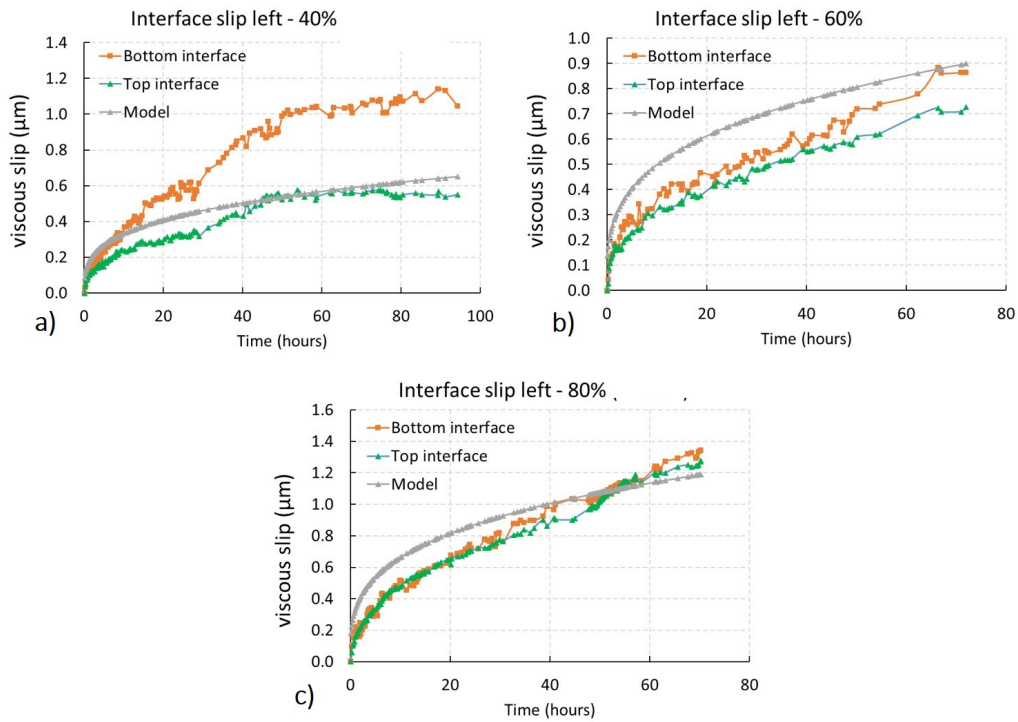 Interface slip left - 40%
1.4
1.2
1.0
0.8
0.6
0.4
0.2
0.0
viscous slip (µm)
Bottom interface
Top interface
Model
0 20 40 60 80 100
Time (hours)
a)
Interface slip left - 60%
1.0
0.9
0.8
0.7
0.6
0.5
0.4
0.3
0.2
0.1
0.0
viscous slip (µm)
Bottom interface
Top interface
Model
0 20 40 60 80
Time (hours)
b)
Interface slip left - 80%
1.6
1.4
1.2
1.0
0.8
0.6
0.4
0.2
0.0
viscous slip (µm)
Bottom interface
Top interface
Model
0 20 40 60 80
Time (hours)
c)